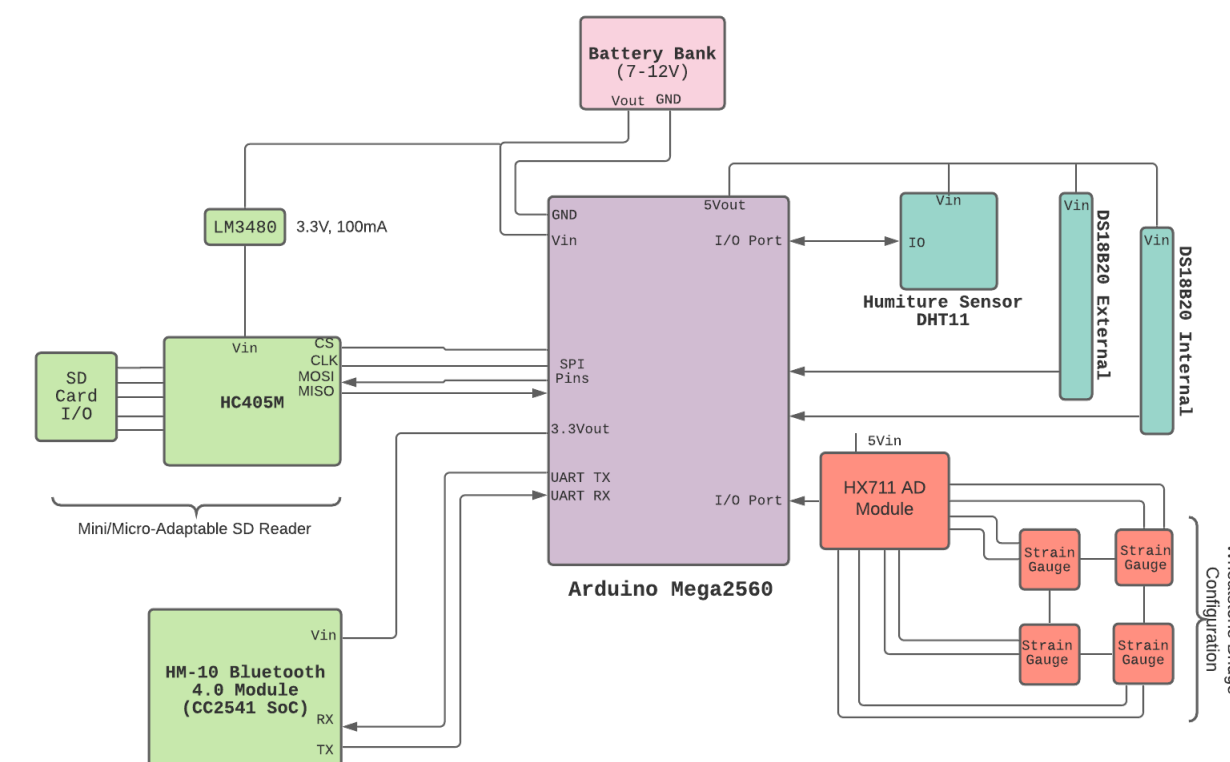 Battery Bank
(7-12V)
Vout GND
LM3480
3.3V, 100mA
GND
Vin
5Vout
I/O Port
Vin
IO
Humiture Sensor
DHT11
Vin
DS18B20 External
Vin
DS18B20 Internal
SD
Card
I/O
Vin
HC405M
CS
CLK
MOSI
MISO
SPI
Pins
3.3Vout
UART TX
UART RX
I/O Port
Mini/Micro-Adaptable SD Reader
Arduino Mega2560
5Vin
HX711 AD
Module
Strain
Gauge
Strain
Gauge
Strain
Gauge
Strain
Gauge
Configuration
HM-10 Bluetooth
4.0 Module
(CC2541 SoC)
Vin
RX
TX